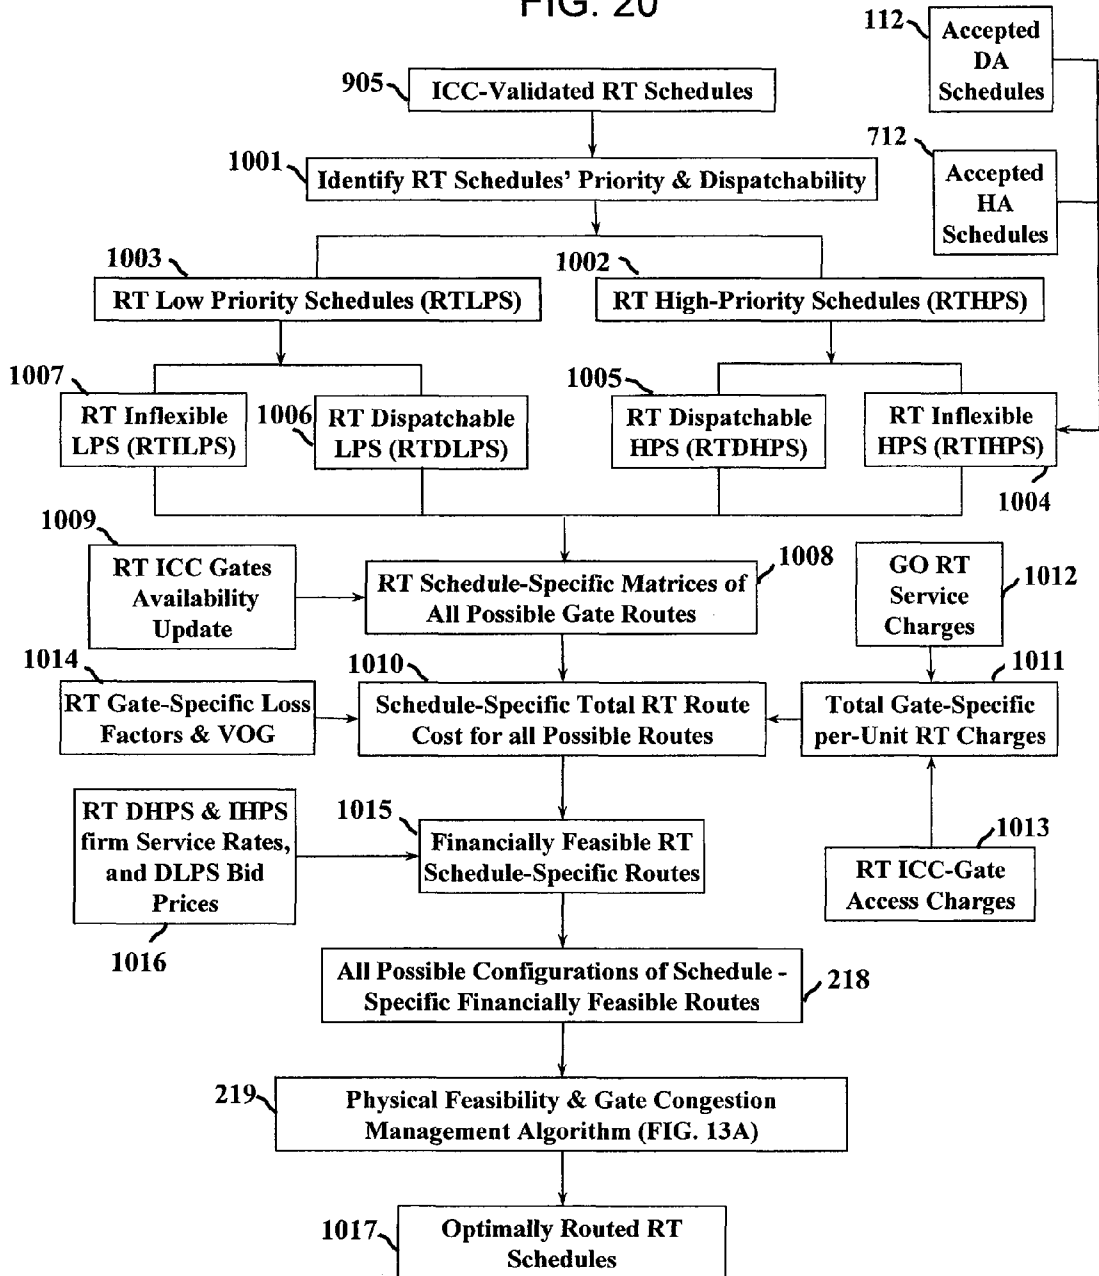 FIG. 20
112
Accepted
DA
Schedules
905
ICC-Validated RT Schedules
712
Accepted
HA
Schedules
1001
Identify RT Schedules' Priority & Dispatchability
1003
RT Low Priority Schedules (RTLPS)
1002
RT High-Priority Schedules (RTHPS)
1007
RT Inflexible
LPS (RTILPS)
1006
RT Dispatchable
LPS (RTDLPS)
1005
RT Dispatchable
HPS (RTDHPS)
RT Inflexible
HPS (RTIHPS)
1004
1009
RT ICC Gates
Availability
Update
RT Schedule-Specific Matrices of
All Possible Gate Routes
1008
GO RT
Service
Charges
1012
1014
RT Gate-Specific Loss
Factors & VOG
1010
Schedule-Specific Total RT Route
Cost for all Possible Routes
1011
Total Gate-Specific
per-Unit RT Charges
RT DHPS & IHPS
firm Service Rates,
and DLPS Bid
Prices
1016
1015
Financially Feasible RT
Schedule-Specific Routes
1013
RT ICC-Gate
Access Charges
All Possible Configurations of Schedule -
Specific Financially Feasible Routes
218
219
Physical Feasibility & Gate Congestion
Management Algorithm (FIG. 13A)
1017
Optimally Routed RT
Schedules